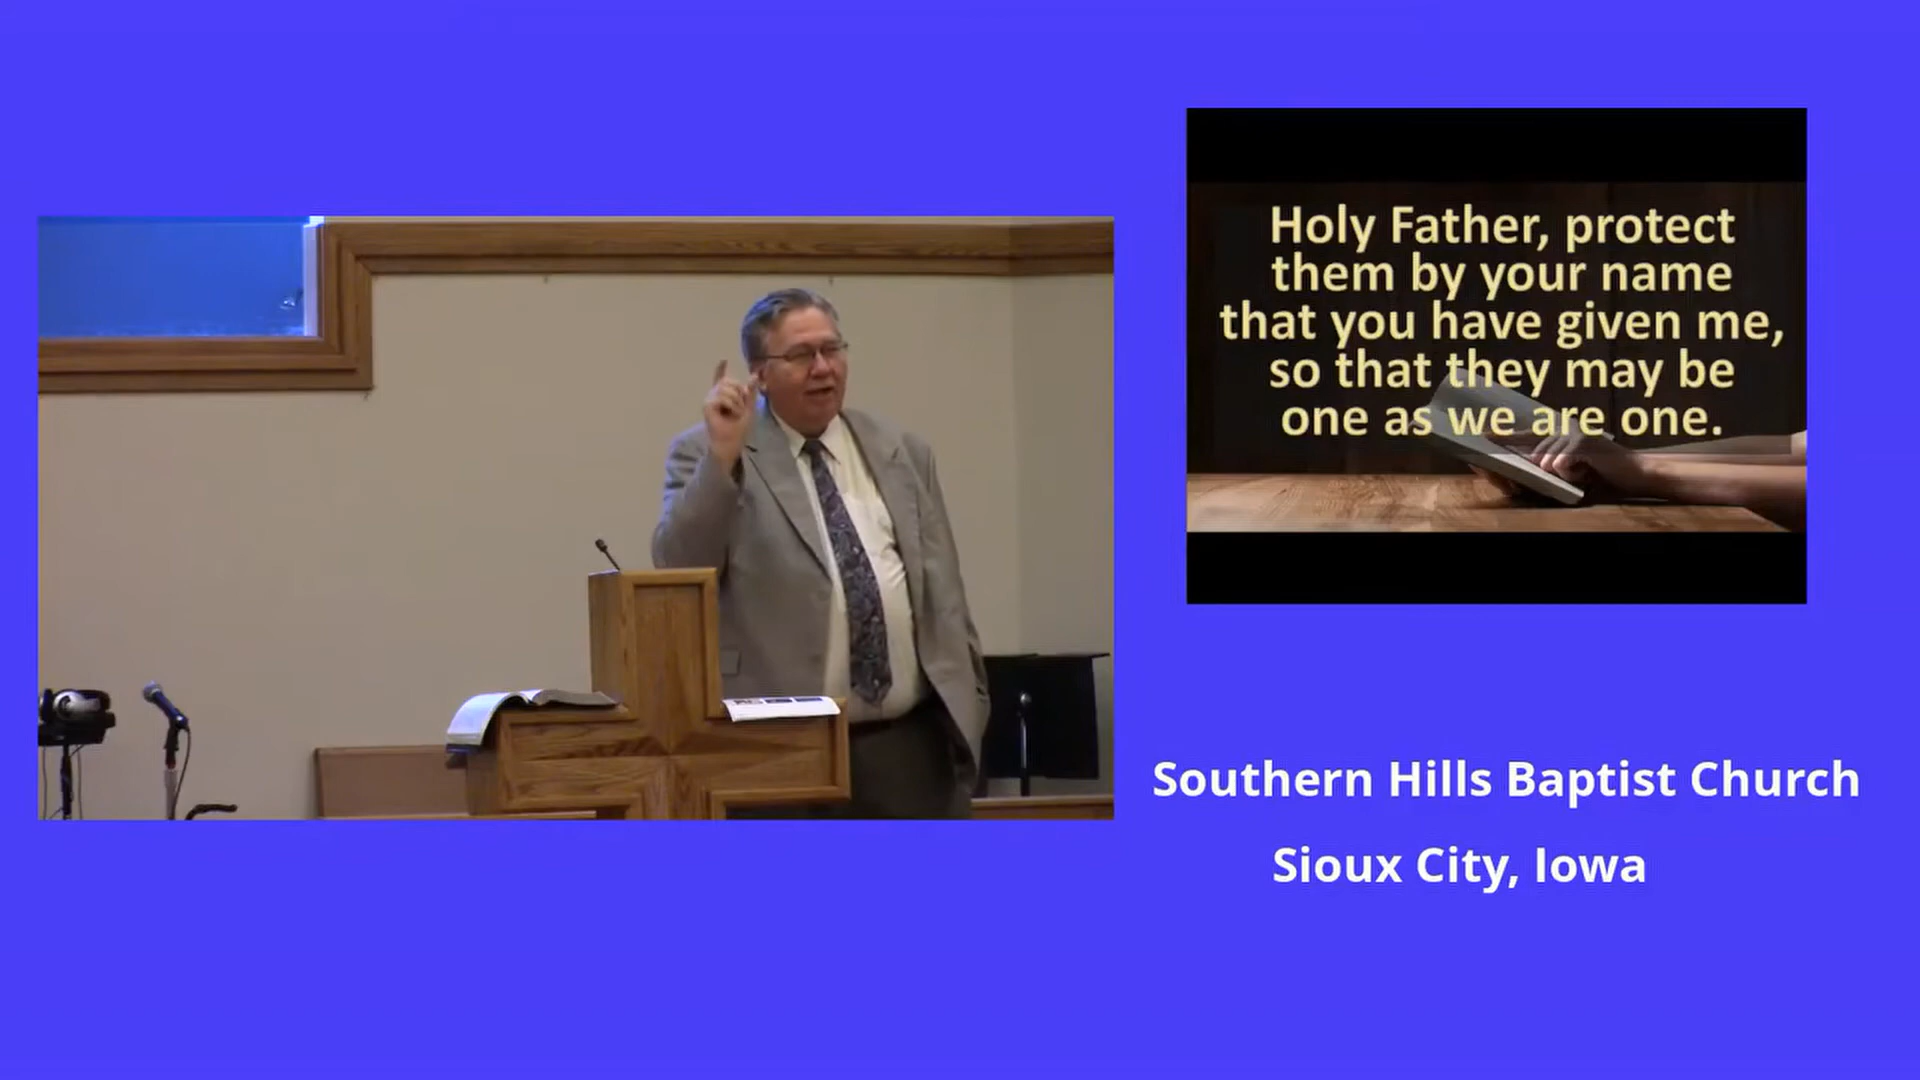 Holy Father, protect
them by your name
that you have given me,
so that they may be
one as we are one.
Southern Hills Baptist Church
Sioux City, Iowa